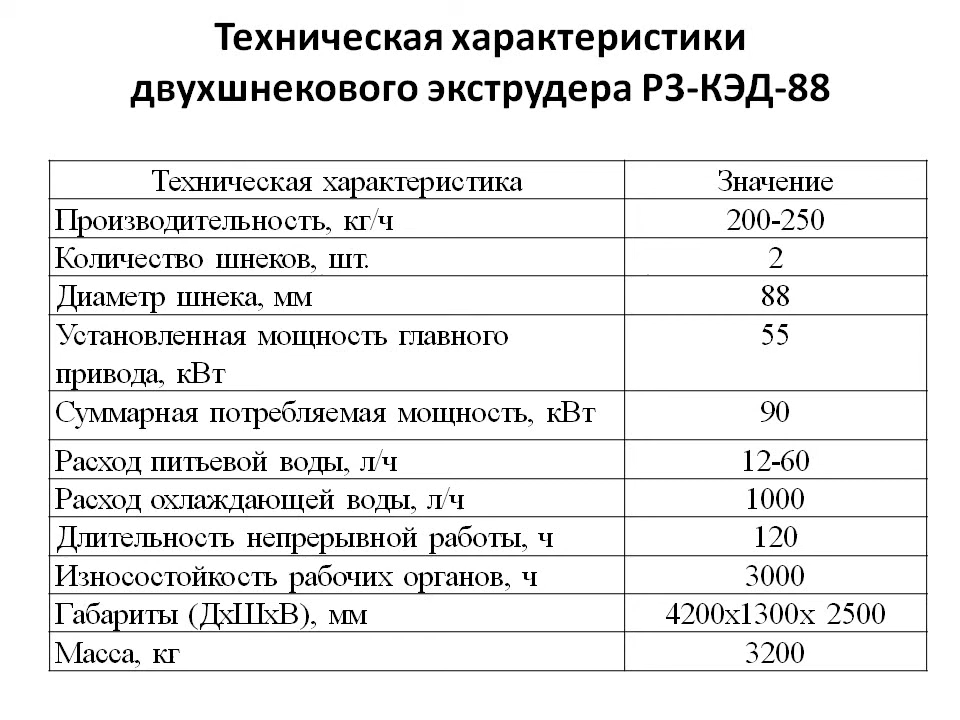 Техническая характеристики
двухшнекового экструдера РЗ-КЭД-88
Техническая характеристика Значение
Производительность, кг/ч 200-250
Количество шнеков, шт. 2
Диаметр шнека, мм 88
Установленная мощность главного 55
привода, кВт
Суммарная потребляемая мощность, кВт 90
Расход питьевой воды, л/ч 12-60
Расход охлаждающей воды, л/ч 1000
Длительность непрерывной работы, ч 120
Износостойкость рабочих органов, ч 3000
Габариты (ДхШхВ), мм 4200х1300х 2500
Масса, кг 3200